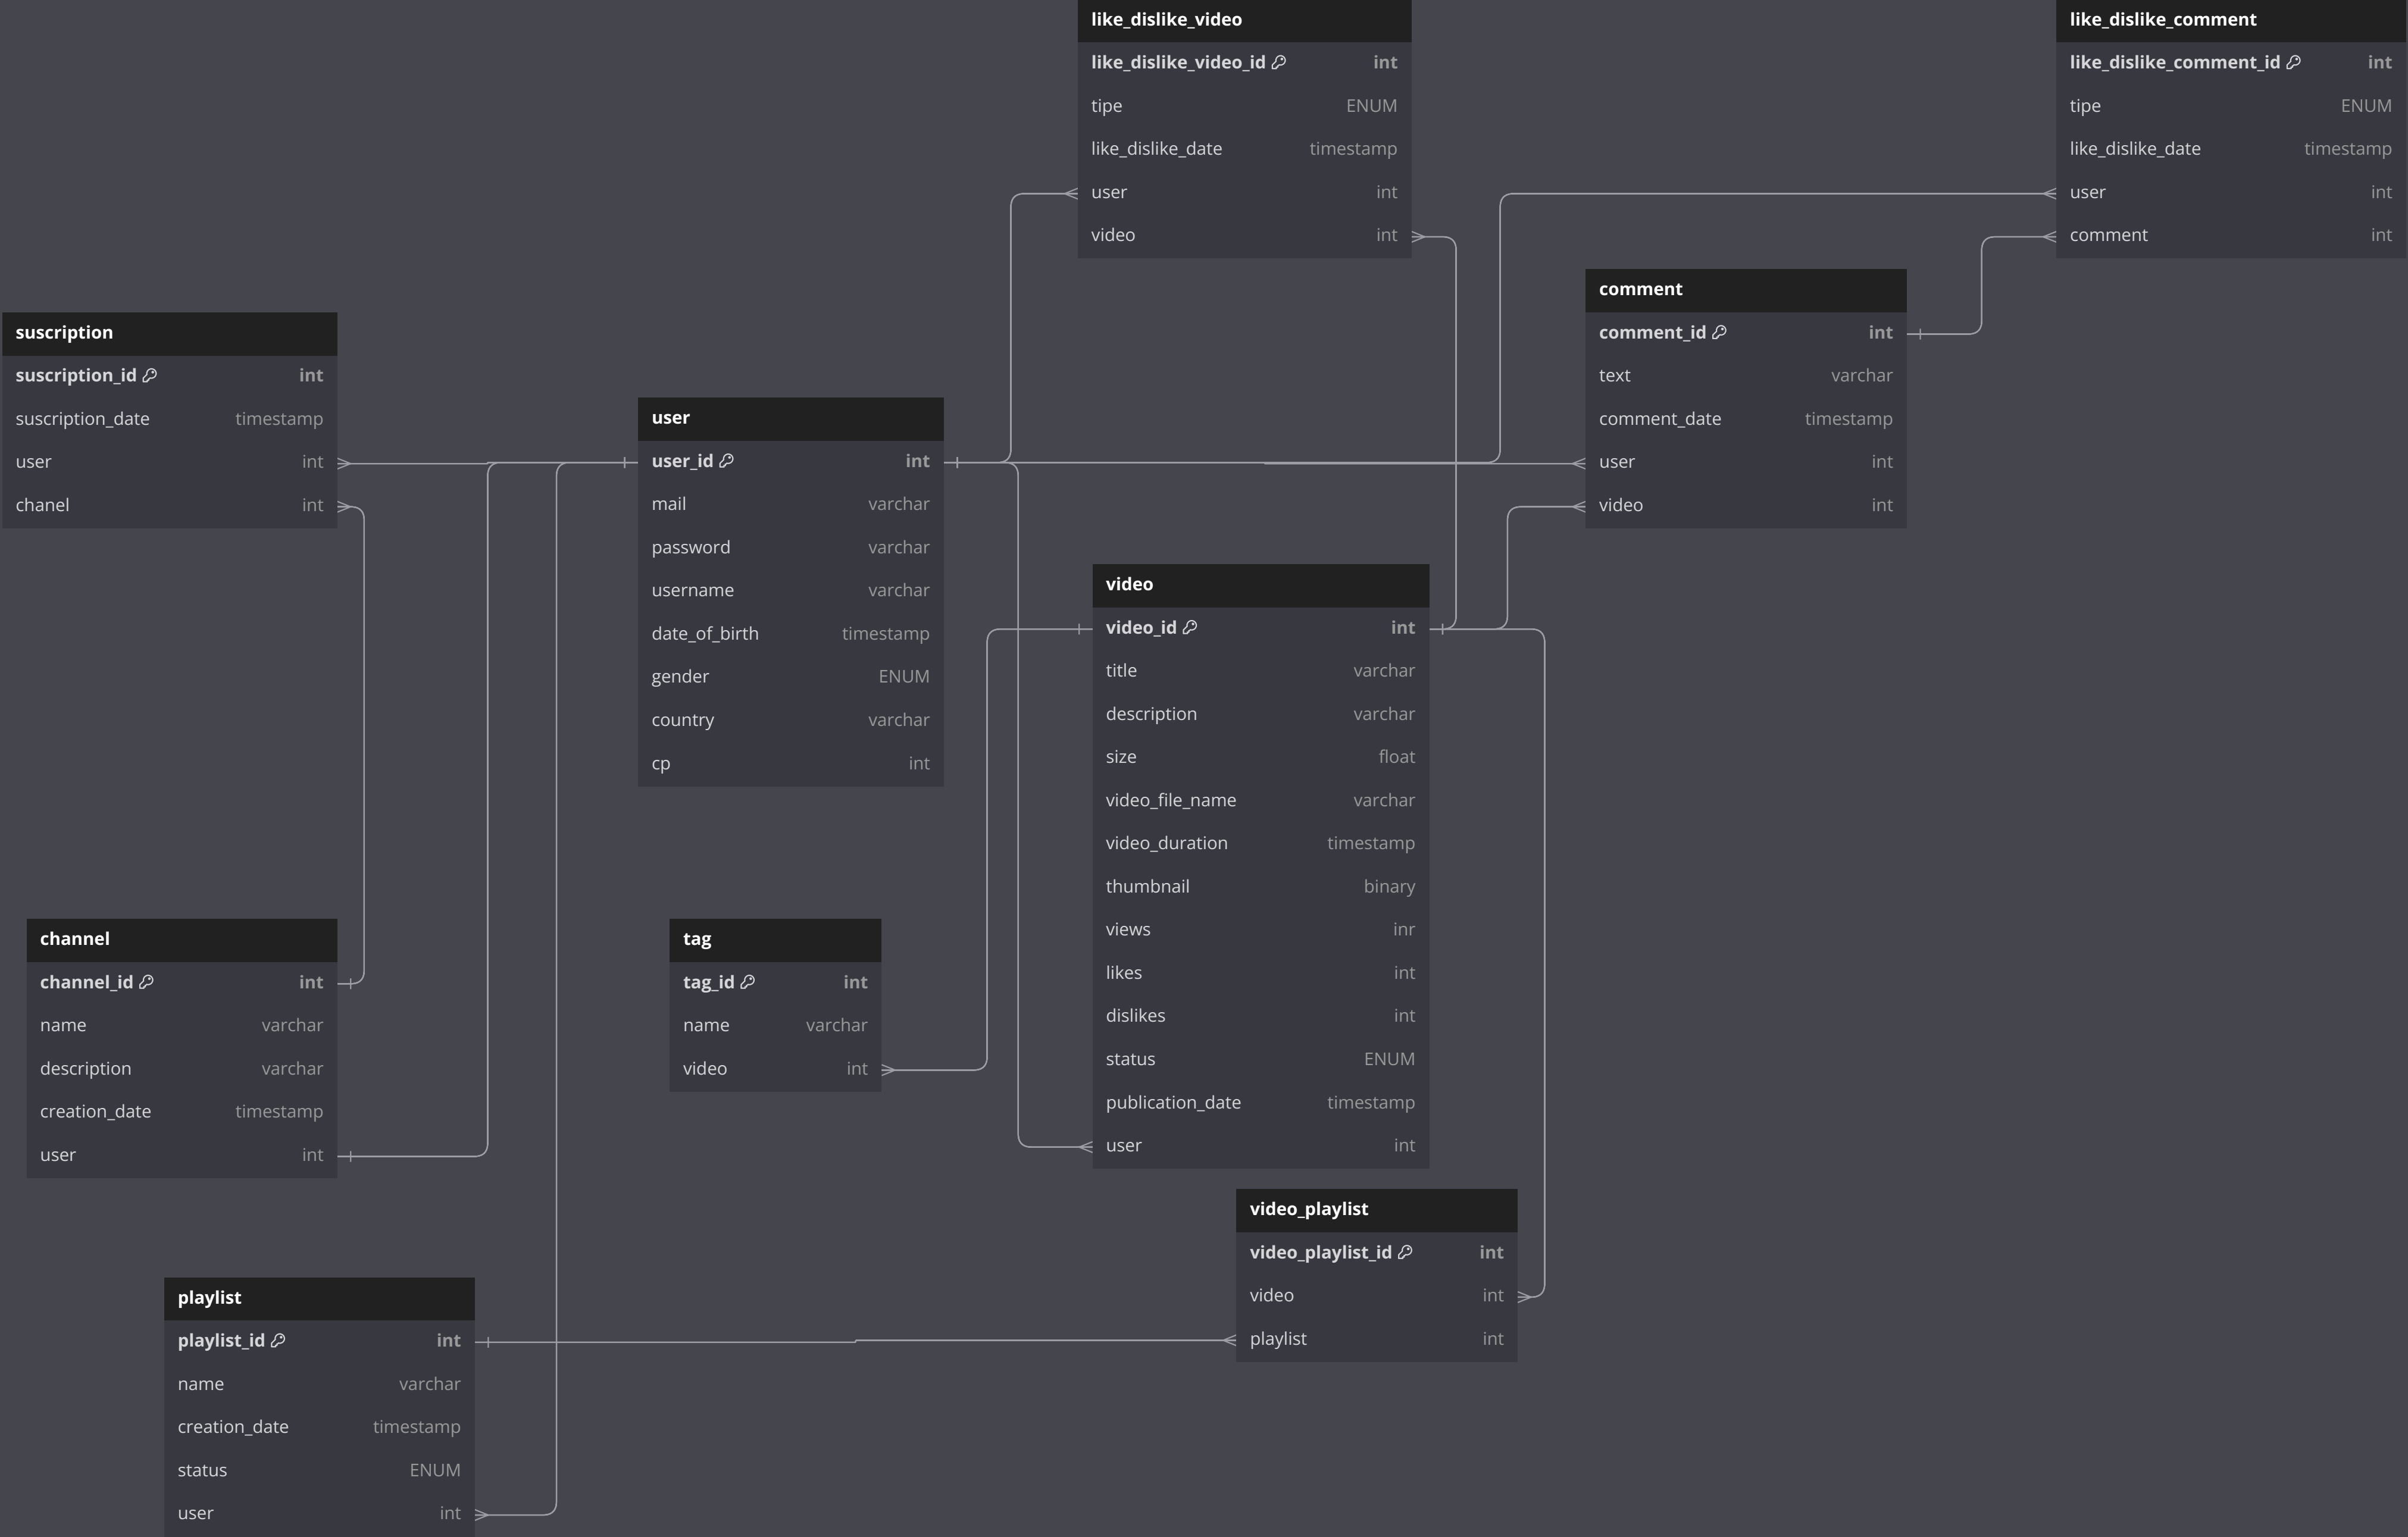 like_dislike_video
like_dislike_video_id int
tipe ENUM
like_dislike_date timestamp
user int
video int
like_dislike_comment
like_dislike_comment_id int
tipe ENUM
like_dislike_date timestamp
user int
comment int
comment
comment_id int
text varchar
comment_date timestamp
user int
video int
suscription
suscription_id int
suscription_date timestamp
user int
chanel int
user
user_id int
mail varchar
password varchar
username varchar
date_of_birth timestamp
gender ENUM
country varchar
cp int
video
video_id int
title varchar
description varchar
size float
video_file_name varchar
video_duration timestamp
thumbnail binary
views inr
likes int
dislikes int
status ENUM
publication_date timestamp
user int
channel
channel_id int
name varchar
description varchar
creation_date timestamp
user int
tag
tag_id int
name varchar
video int
video_playlist
video_playlist_id int
video int
playlist int
playlist
playlist_id int
name varchar
creation_date timestamp
status ENUM
user int